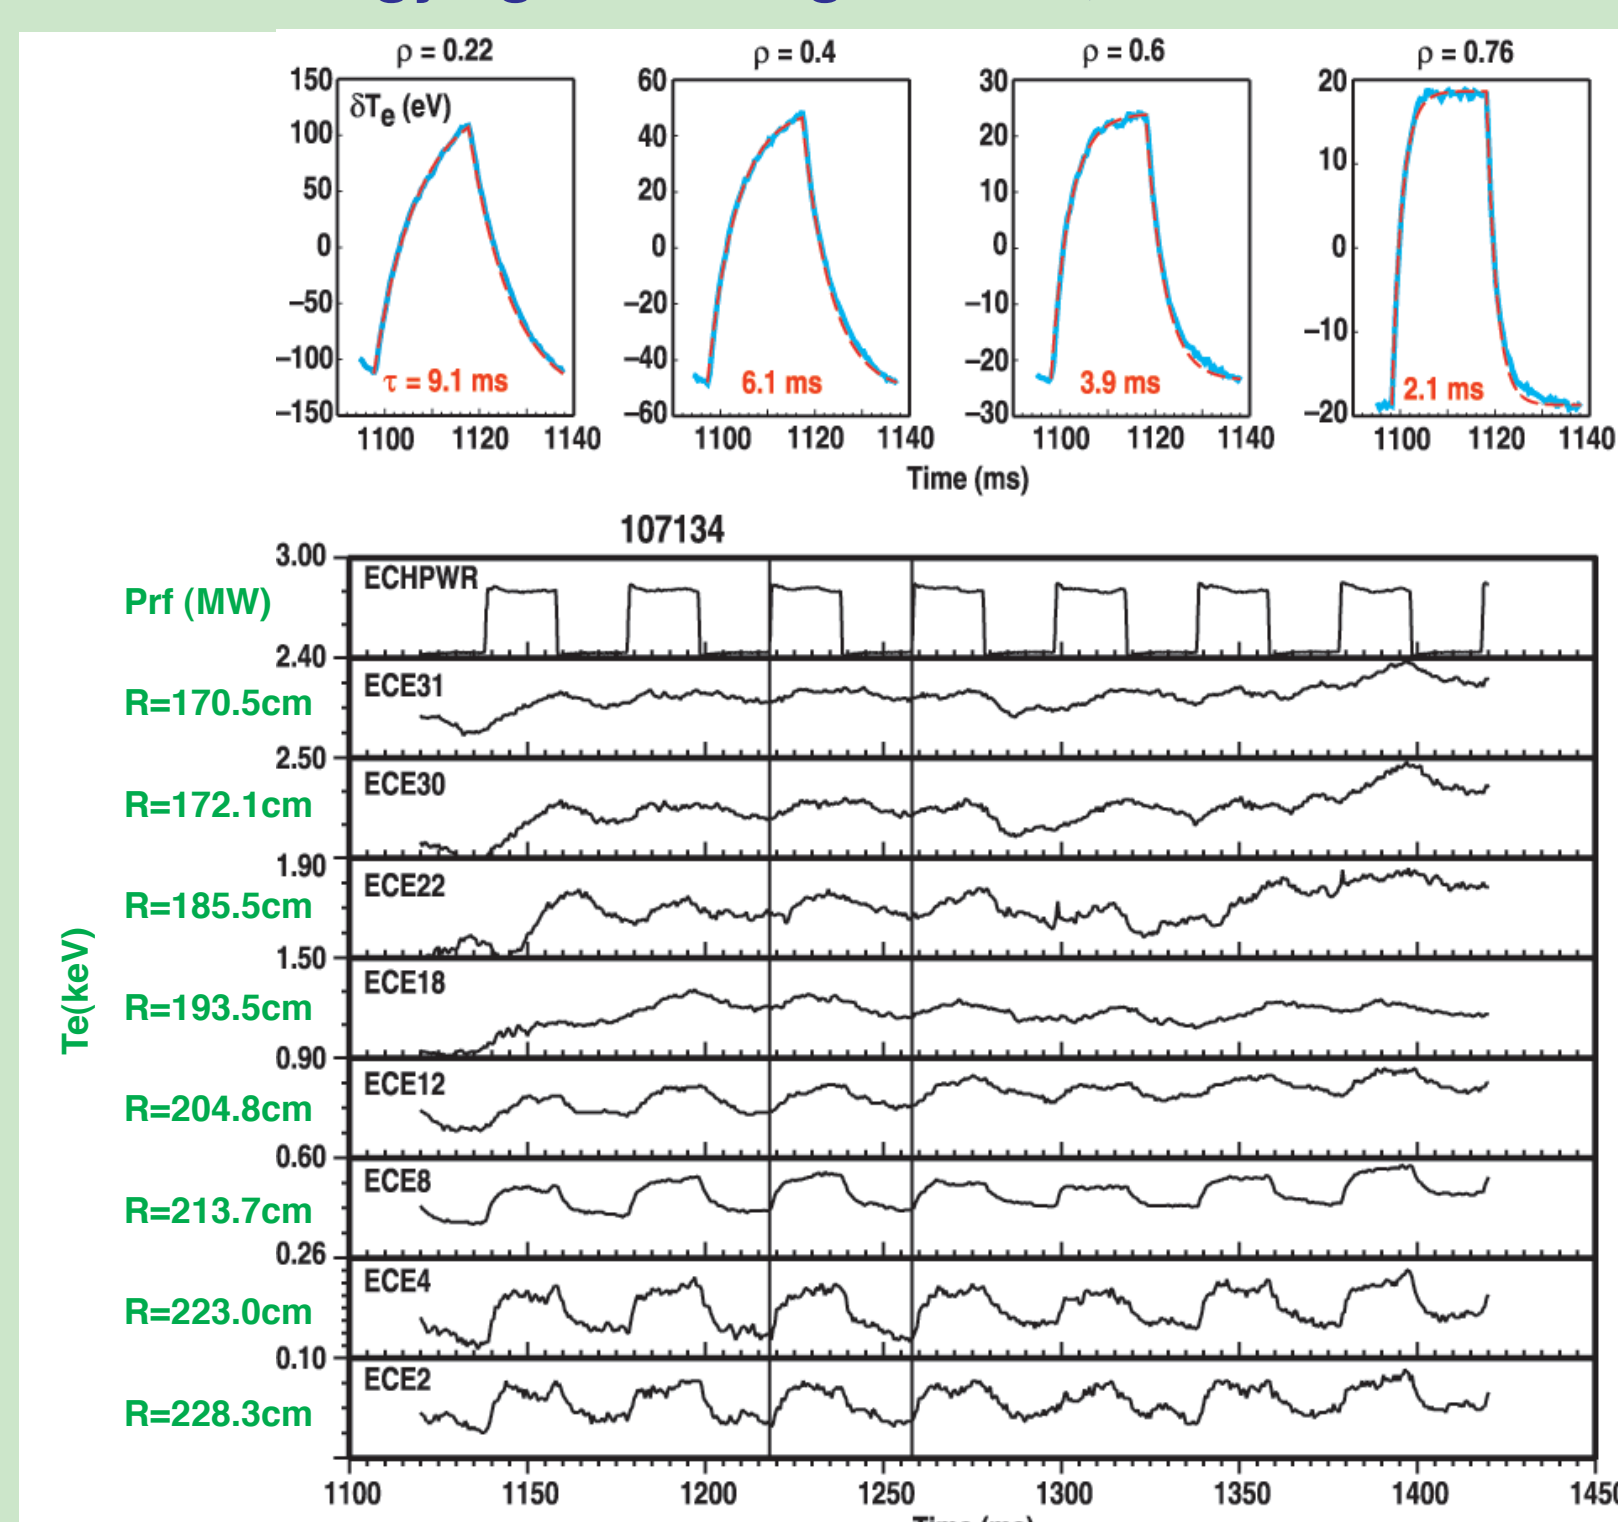 ρ = 0.22 ρ = 0.4 ρ = 0.6 ρ = 0.76
δTe (eV)
150
100
50
0
−50
−100
−150
τ = 9.1 ms
1100 1120 1140
60
40
20
0
−20
−40
−60
6.1 ms
1100 1120 1140
30
20
10
0
−10
−20
−30
3.9 ms
1100 1120 1140
20
10
0
−10
−20
2.1 ms
1100 1120 1140
Time (ms)
107134
3.00
ECHPWR
Prf (MW)
2.40
ECE31
R=170.5cm
2.50
ECE30
R=172.1cm
1.90
ECE22
R=185.5cm
1.50
ECE18
R=193.5cm
0.90
ECE12
R=204.8cm
0.60
ECE8
R=213.7cm
0.26
ECE4
R=223.0cm
0.10
ECE2
R=228.3cm
Te(keV)
1100 1150 1200 1250 1300 1350 1400 1450
Time (ms)